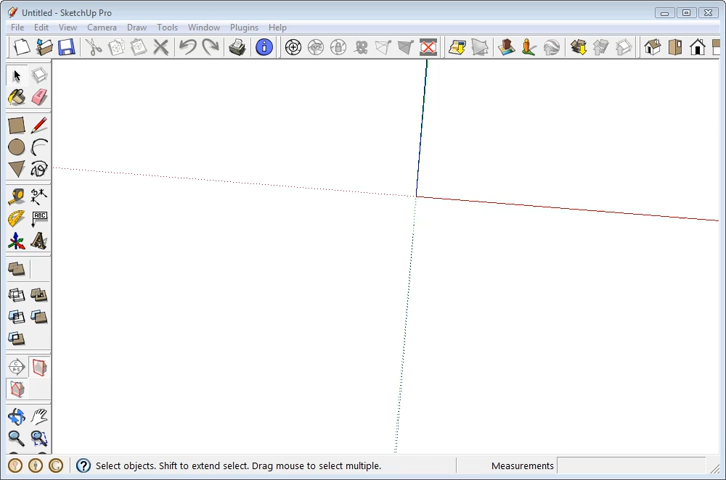 Untitled - SketchUp Pro
File Edit View Camera Draw Tools Window Plugins Help
ABC
Select objects. Shift to extend select. Drag mouse to select multiple.
Measurements